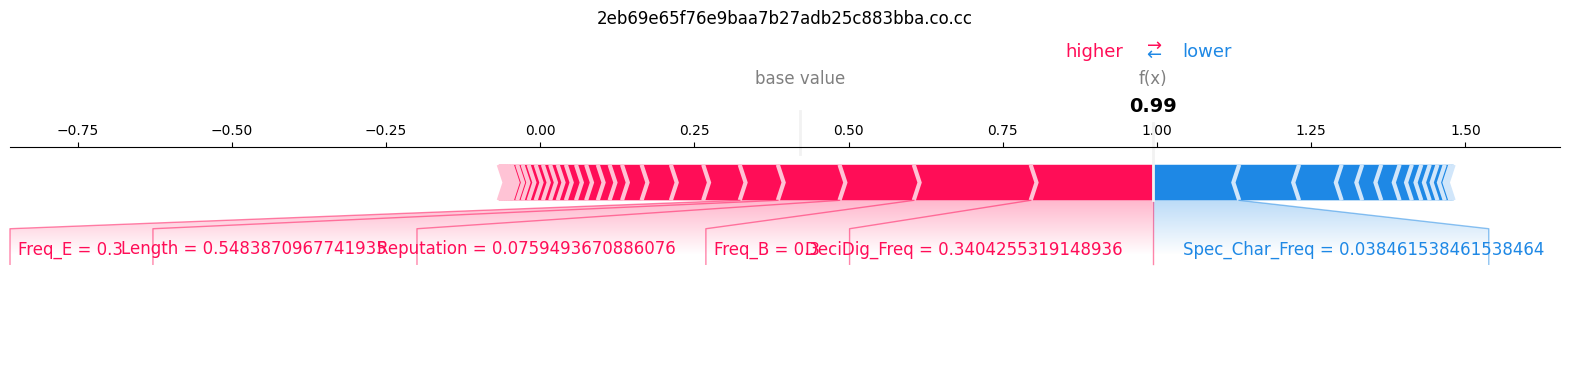 2eb69e65f76e9baa7b27adb25c883bba.co.cc
higher → ← lower
base value f(x)
0.99
−0.75 −0.50 −0.25 0.00 0.25 0.50 0.75 1.00 1.25 1.50
Freq_E = 0.3 Length = 0.5483870967741935 Reputation = 0.0759493670886076 Freq_B = 0.3 DeciDig_Freq = 0.3404255319148936 Spec_Char_Freq = 0.038461538461538464